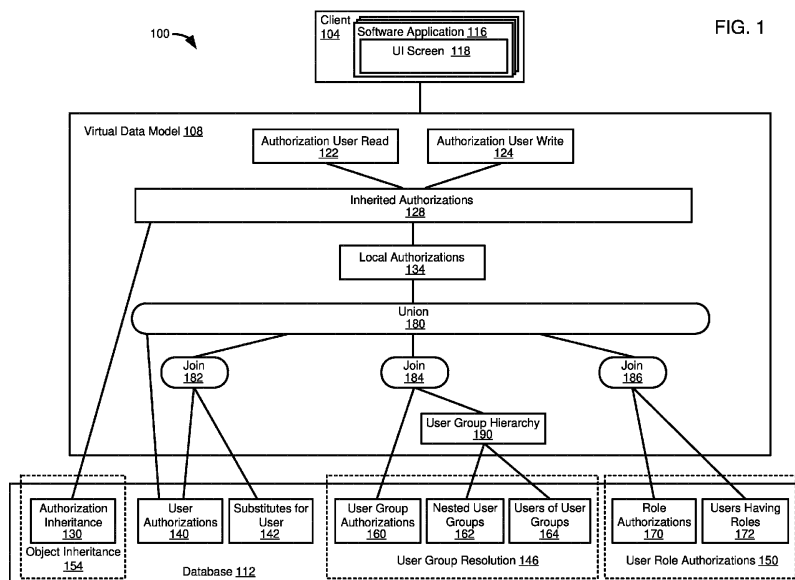 FIG. 1
100
Client
104
Software Application 116
UI Screen 118
Virtual Data Model 108
Authorization User Read
122
Authorization User Write
124
Inherited Authorizations
128
Local Authorizations
134
Union
180
Join
182
Join
184
Join
186
User Group Hierarchy
190
Authorization
Inheritance
130
User
Authorizations
140
Substitutes for
User
142
User Group
Authorizations
160
Nested User
Groups
162
Users of User
Groups
164
Role
Authorizations
170
Users Having
Roles
172
Object Inheritance
154
Database 112
User Group Resolution 146
User Role Authorizations 150